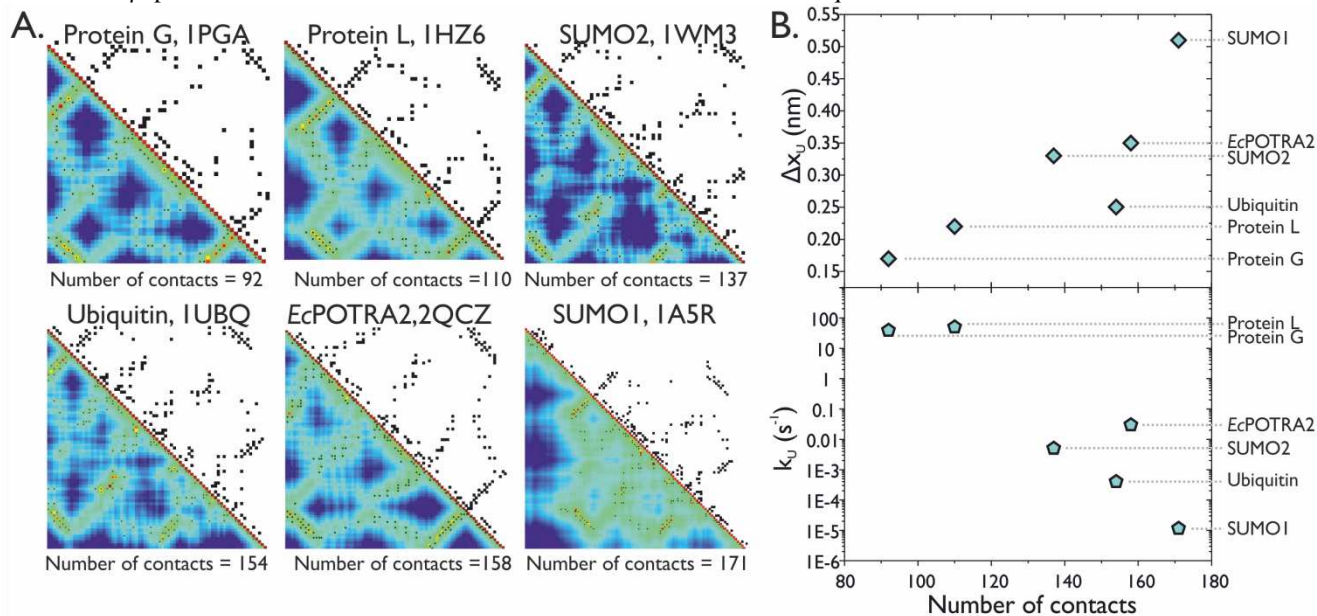 A.
Protein G, 1PGA
Protein L, 1HZ6
SUMO2, 1WM3
Number of contacts = 92
Number of contacts =110
Number of contacts = 137
Ubiquitin, 1UBQ
EcPOTRA2,2QCZ
SUMO1, 1A5R
Number of contacts = 154
Number of contacts =158
Number of contacts = 171
B.
Δxᵤ (nm)
0.55
0.50
0.45
0.40
0.35
0.30
0.25
0.20
0.15
SUMO1
EcPOTRA2
SUMO2
Ubiquitin
Protein L
Protein G
kᵤ (s⁻¹)
100
10
1
0.1
0.01
1E-3
1E-4
1E-5
1E-6
Protein L
Protein G
EcPOTRA2
SUMO2
Ubiquitin
SUMO1
80 100 120 140 160 180
Number of contacts